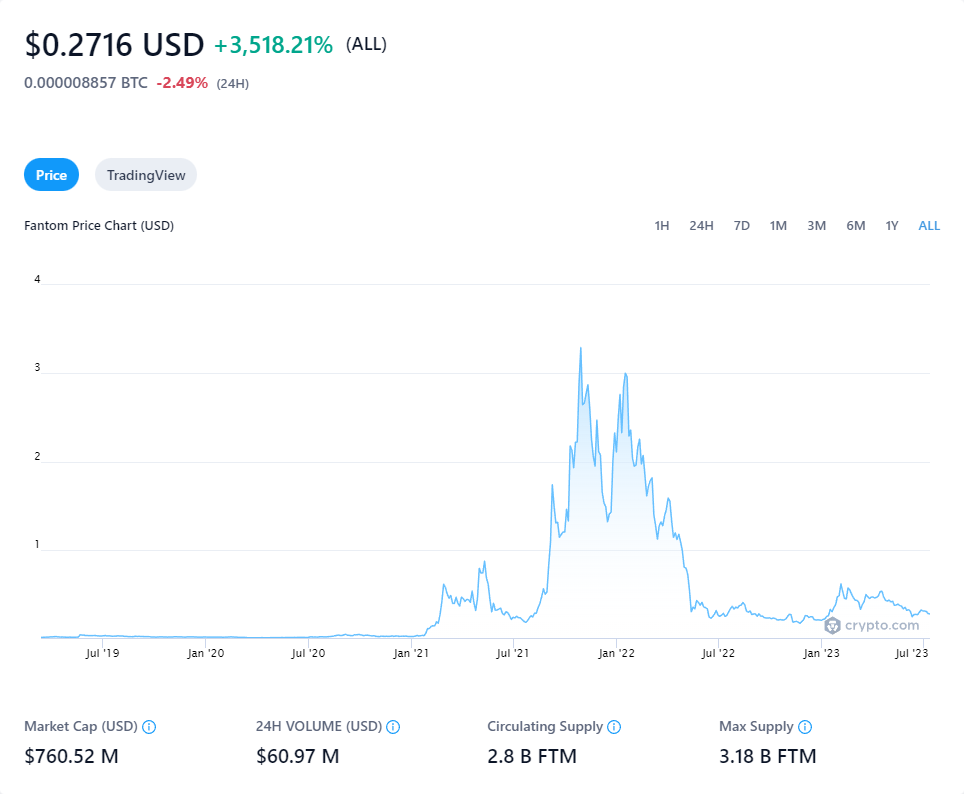 $0.2716 USD +3,518.21% (ALL)
0.000008857 BTC -2.49% (24H)
Price TradingView
Fantom Price Chart (USD) 1H 24H 7D 1M 3M 6M 1Y ALL
4
3
2
1
crypto.com
Jul '19 Jan '20 Jul '20 Jan '21 Jul '21 Jan '22 Jul '22 Jan '23 Jul '23
Market Cap (USD) 24H VOLUME (USD) Circulating Supply Max Supply
$760.52 M $60.97 M 2.8 B FTM 3.18 B FTM